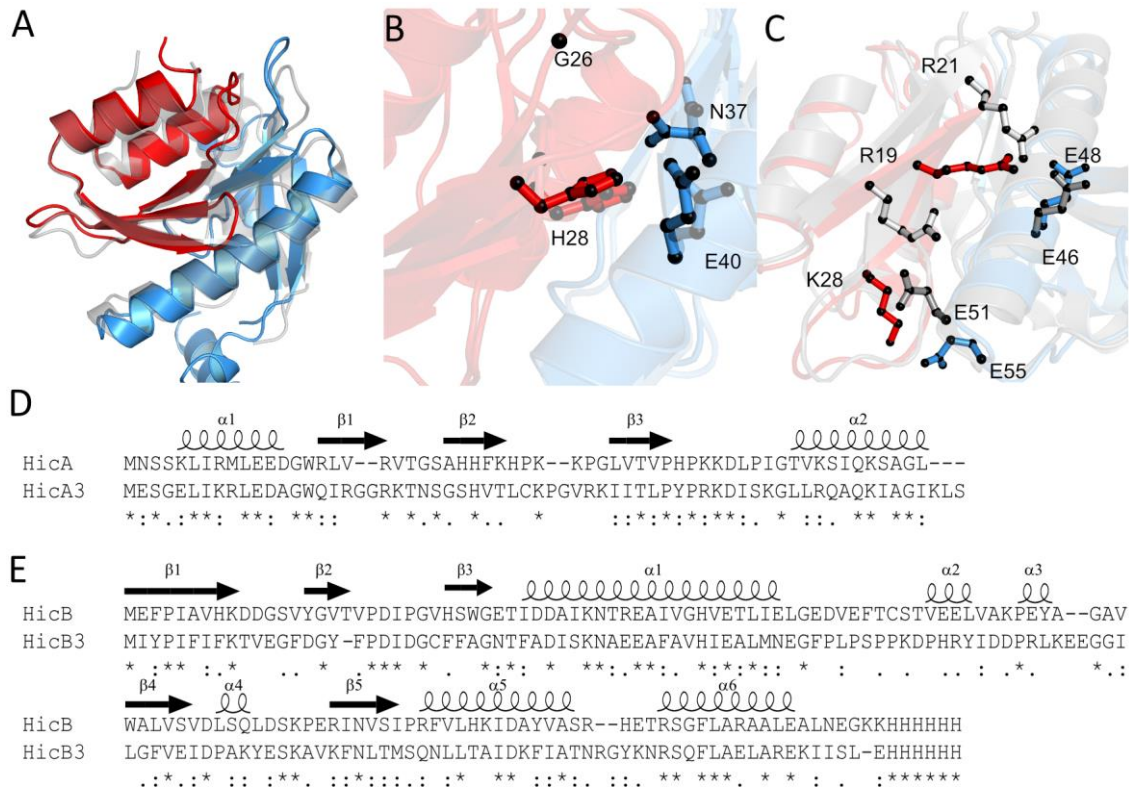 A
B
C
G26
N37
H28
E40
R21
R19
E48
E46
K28
E51
E55
D
α1 β1 β2 β3 α2
HicA MNSSKLIRMLEEDGWRLV--RVTGSAHHFKHPK--KPGLVTVPHPKKDLPIGTVKSIQKSAGL---
HicA3 MESGELIKRLEDAGWQIRGGRKTNSGSHVTLCKPGVRKIITLPYPRKDISKGLLRQAQKIAGIKLS
*:*.:**: **: **:: * *.*. *.. * ::*:*:*:**:. * ::. ** **:
E
β1 β2 β3 α1 α2 α3
HicB MEFPIAVHKDDGSVYGVTVPDIPGVHSWGETIDDAIKNTREAIVGHVETLIELGEDVEFTCSTVEELVAKPEYA--GAV
HicB3 MIYPIFIFKTVEGFDGY-FPDIDGCFFAGNTFADISKNAEEAFAVHIEALMNEGFPLPSPPKDPHRYIDDPRLKEEGGI
* :** :.* .. * *** * . *:*: * **:.**:. *:*:*:: * : . . : .* *.:
β4 α4 β5 α5 α6
HicB WALVSVDLSQLDSKPERINVSIPRFVLHKIDAYVASR--HETRSGFLARAALEALNEGKKHHHHHH
HicB3 LGFVEIDPAKYESKAVKFNLTMSQNLLTAIDKFIATNRGYKNRSQFLAELAREKIISL-EHHHHHH
.:*.:* :: :** ::*::: : :* ** ::*: :.** ***. * * : . :******